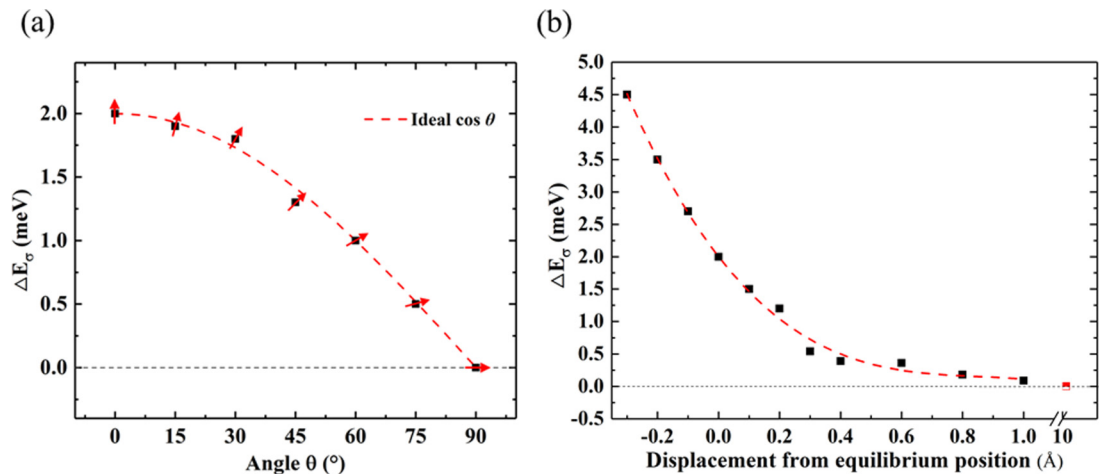 (a)
2.0
1.5
1.0
0.5
0.0
ΔEσ (meV)
Ideal cos θ
0 15 30 45 60 75 90
Angle θ (°)
(b)
5.0
4.5
4.0
3.5
3.0
2.5
2.0
1.5
1.0
0.5
0.0
-0.5
ΔEσ (meV)
-0.2 0.0 0.2 0.4 0.6 0.8 1.0 10
Displacement from equilibrium position (Å)